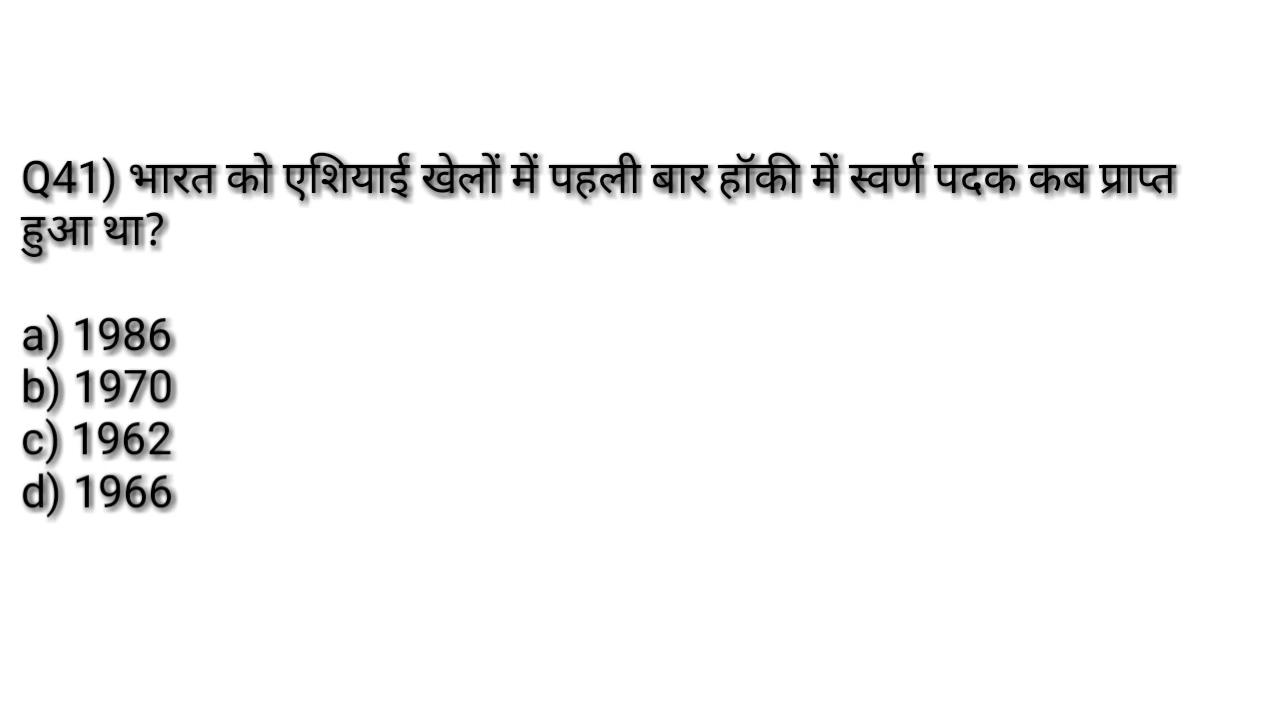 Q41) भारत को एशियाई खेलों में पहली बार हॉकी में स्वर्ण पदक कब प्राप्त
हुआ था?
a) 1986
b) 1970
c) 1962
d) 1966